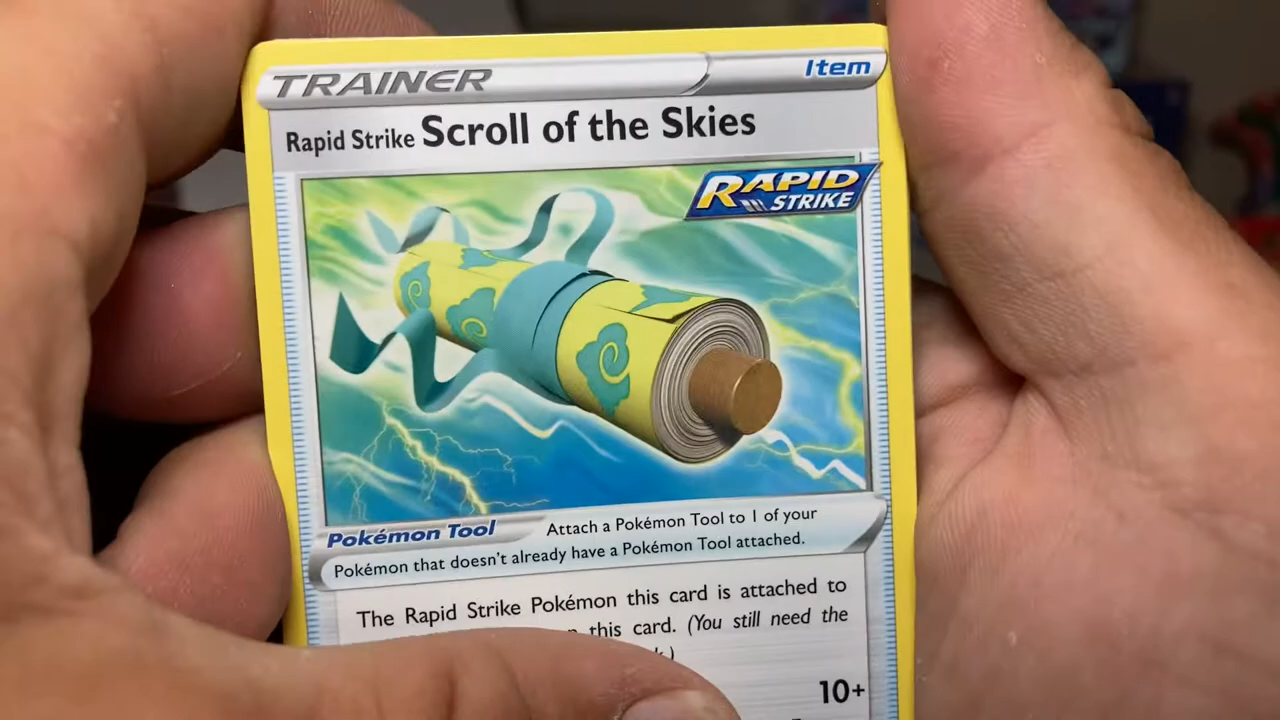 TRAINER
Item
Rapid Strike Scroll of the Skies
RAPID
STRIKE
Pokémon Tool
Attach a Pokémon Tool to 1 of your
Pokémon that doesn't already have a Pokémon Tool attached.
The Rapid Strike Pokémon this card is attached to
this card. (You still need the
10+